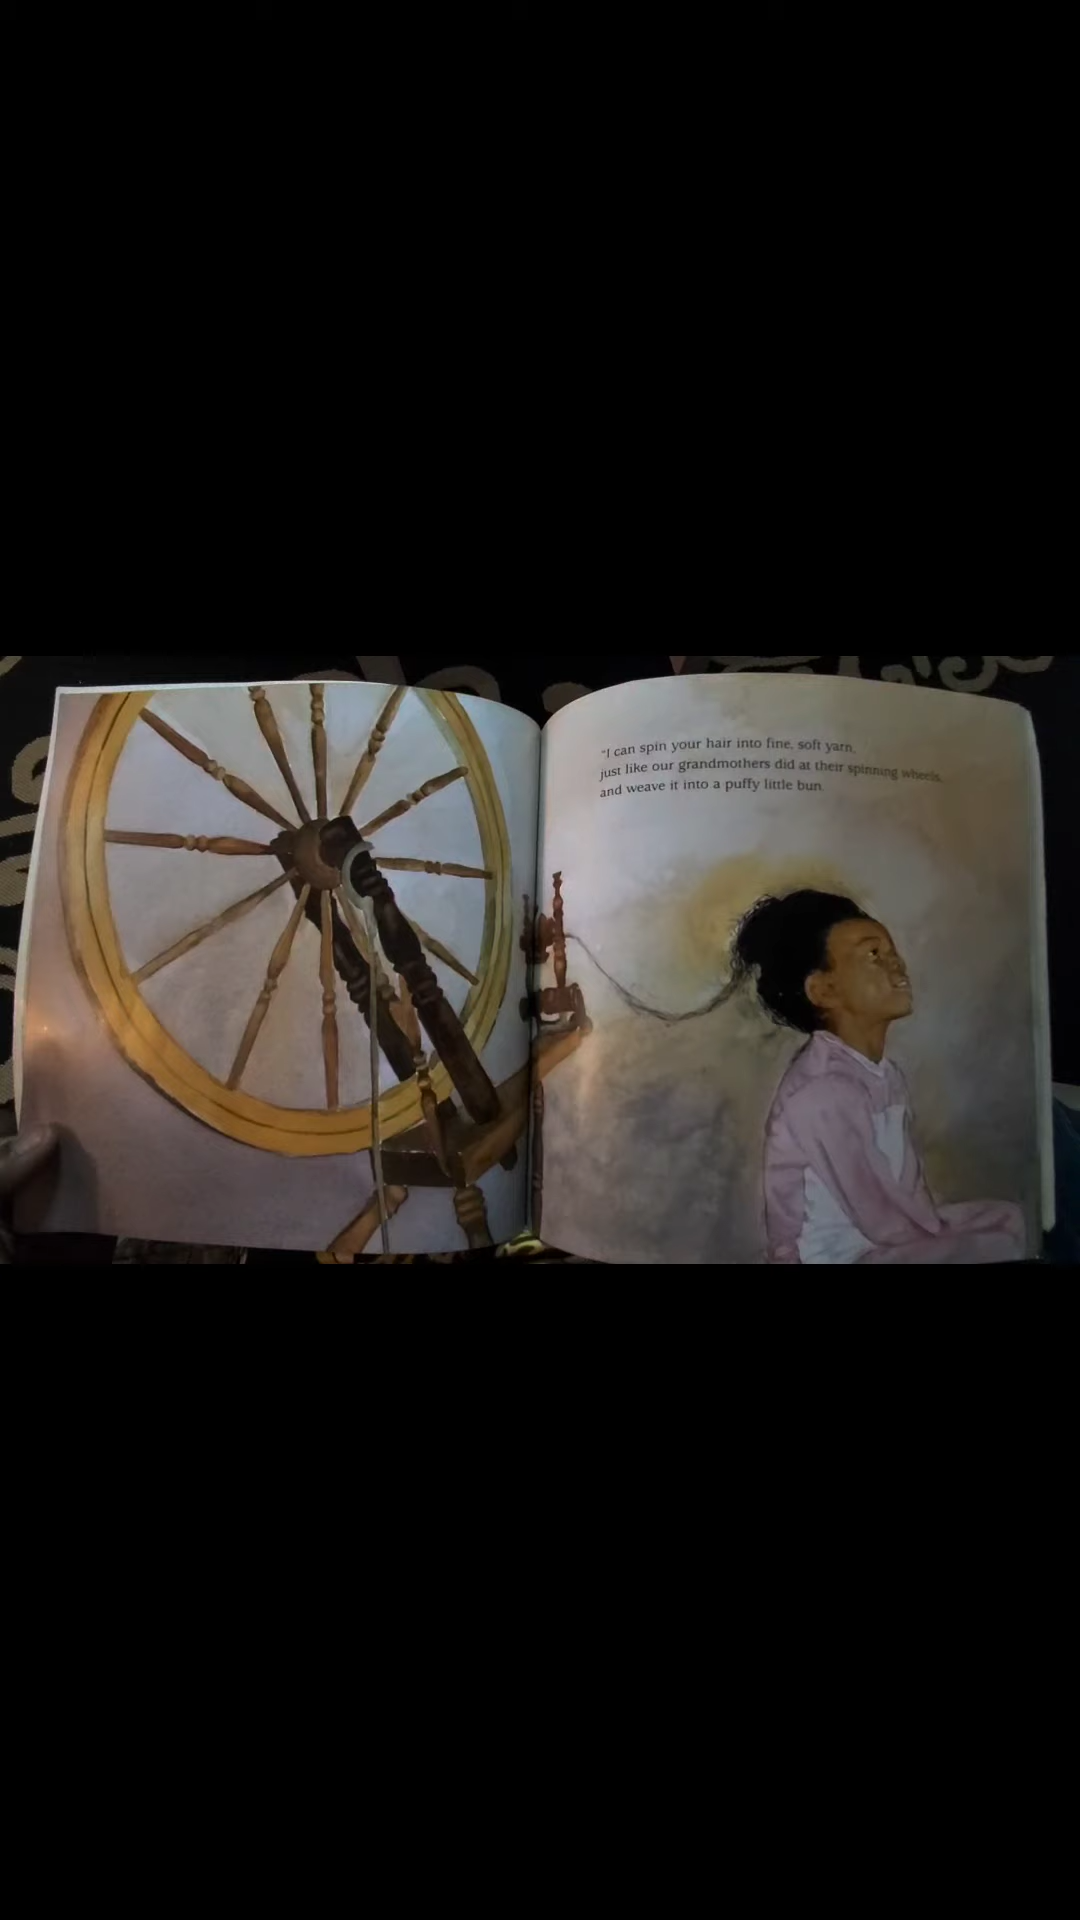 "I can spin your hair into fine, soft yarn,
just like our grandmothers did at their spinning wheels,
and weave it into a puffy little bun.